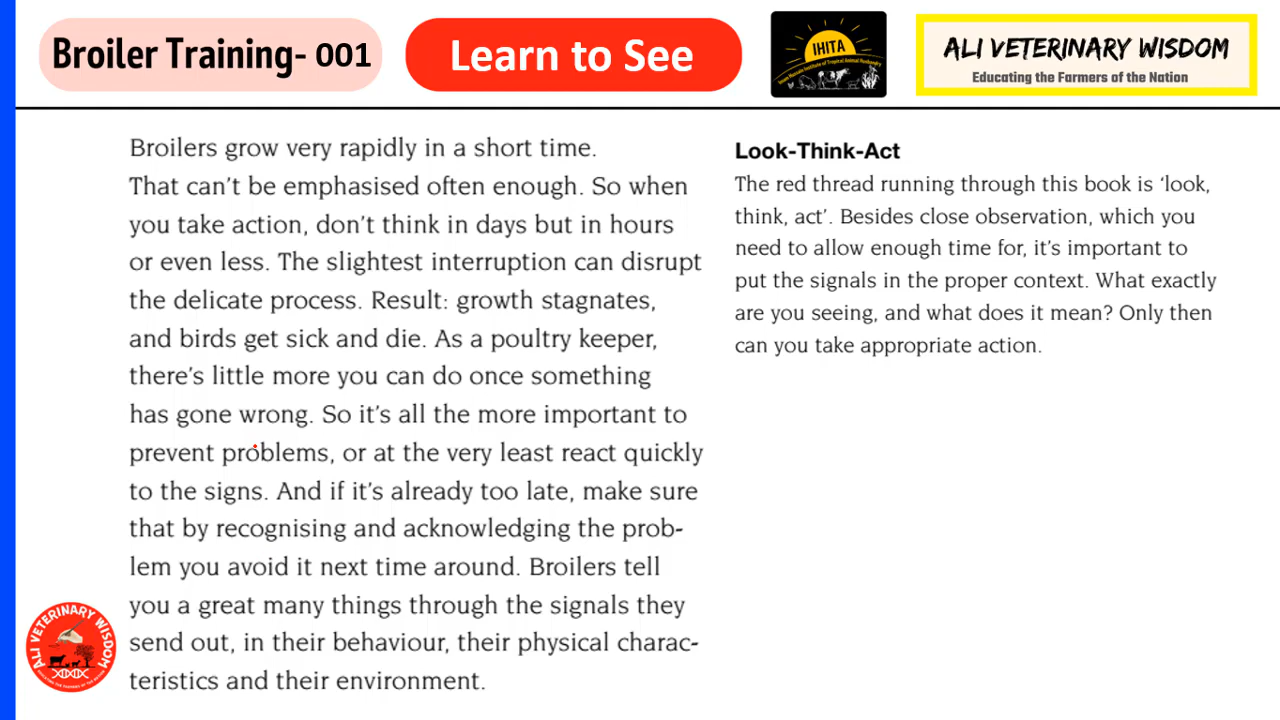 Broiler Training- 001
Learn to See
IHITA
ALI VETERINARY WISDOM
Educating the Farmers of the Nation
Broilers grow very rapidly in a short time.
That can't be emphasised often enough. So when
you take action, don't think in days but in hours
or even less. The slightest interruption can disrupt
the delicate process. Result: growth stagnates,
and birds get sick and die. As a poultry keeper,
there's little more you can do once something
has gone wrong. So it's all the more important to
prevent problems, or at the very least react quickly
to the signs. And if it's already too late, make sure
that by recognising and acknowledging the prob-
lem you avoid it next time around. Broilers tell
you a great many things through the signals they
send out, in their behaviour, their physical charac-
teristics and their environment.
Look-Think-Act
The red thread running through this book is 'look,
think, act'. Besides close observation, which you
need to allow enough time for, it's important to
put the signals in the proper context. What exactly
are you seeing, and what does it mean? Only then
can you take appropriate action.
ALI VETERINARY WISDOM